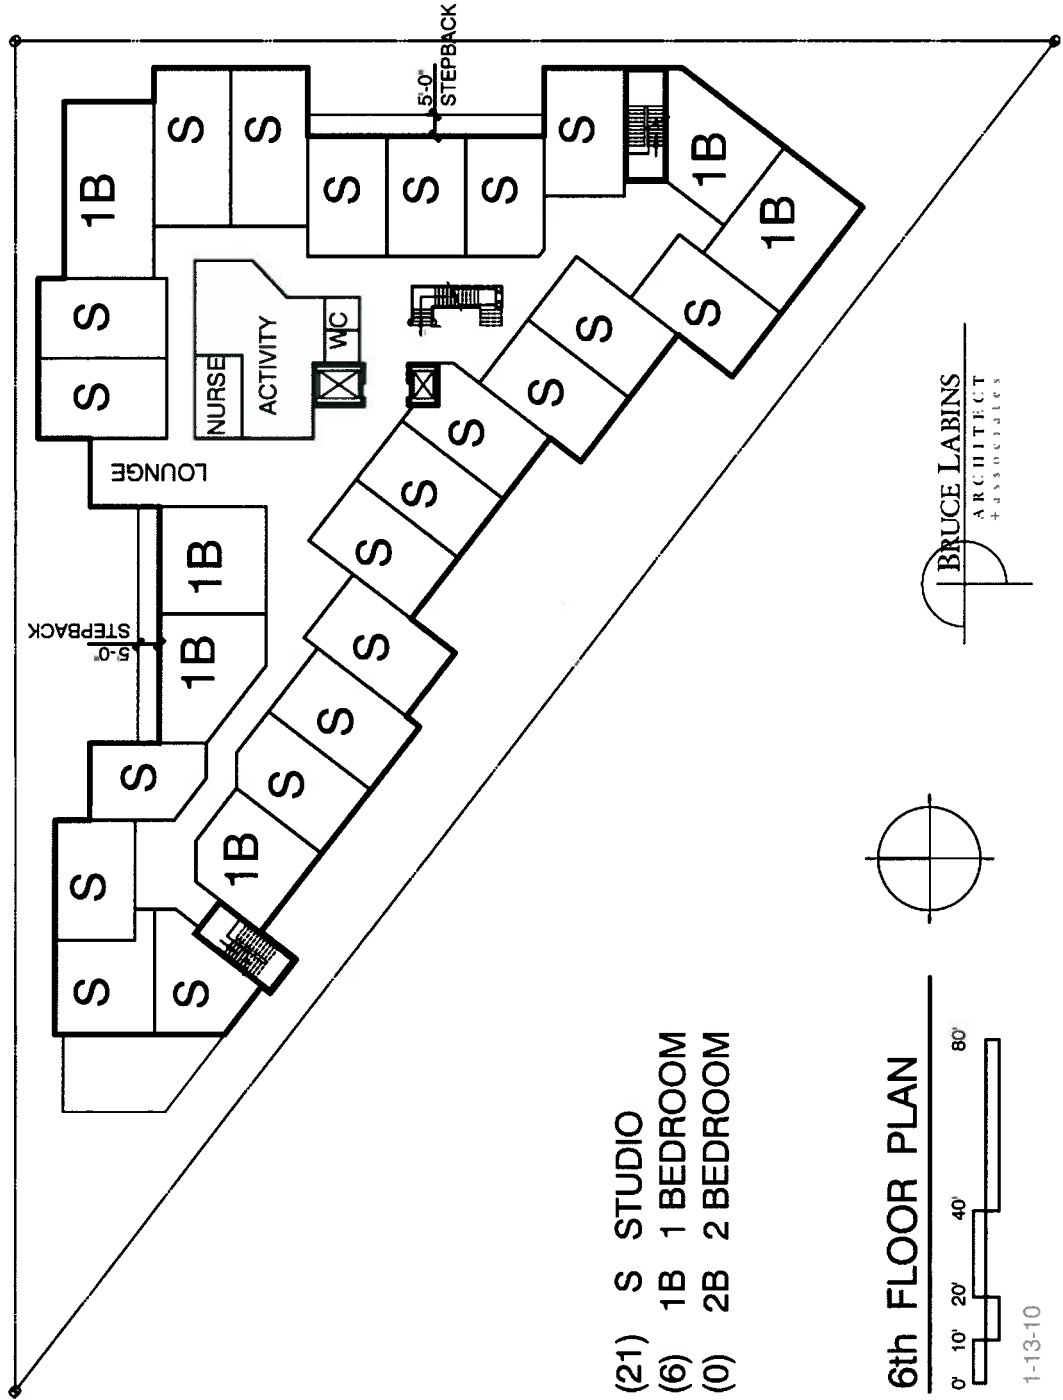 STEPBACK
5'-0"
S
S
S
S
1B
1B
LOUNGE
S
S
1B
S
S
S
S
S
5'-0"
STEPBACK
S
1B
1B
NURSE
ACTIVITY
WC
1B
S
S
S
S
S
S
S
S
S
(21) S STUDIO
(6) 1B 1 BEDROOM
(0) 2B 2 BEDROOM
6th FLOOR PLAN
0' 10' 20' 40' 80'
1-13-10
BRUCE LABINS
ARCHITECT
+associates